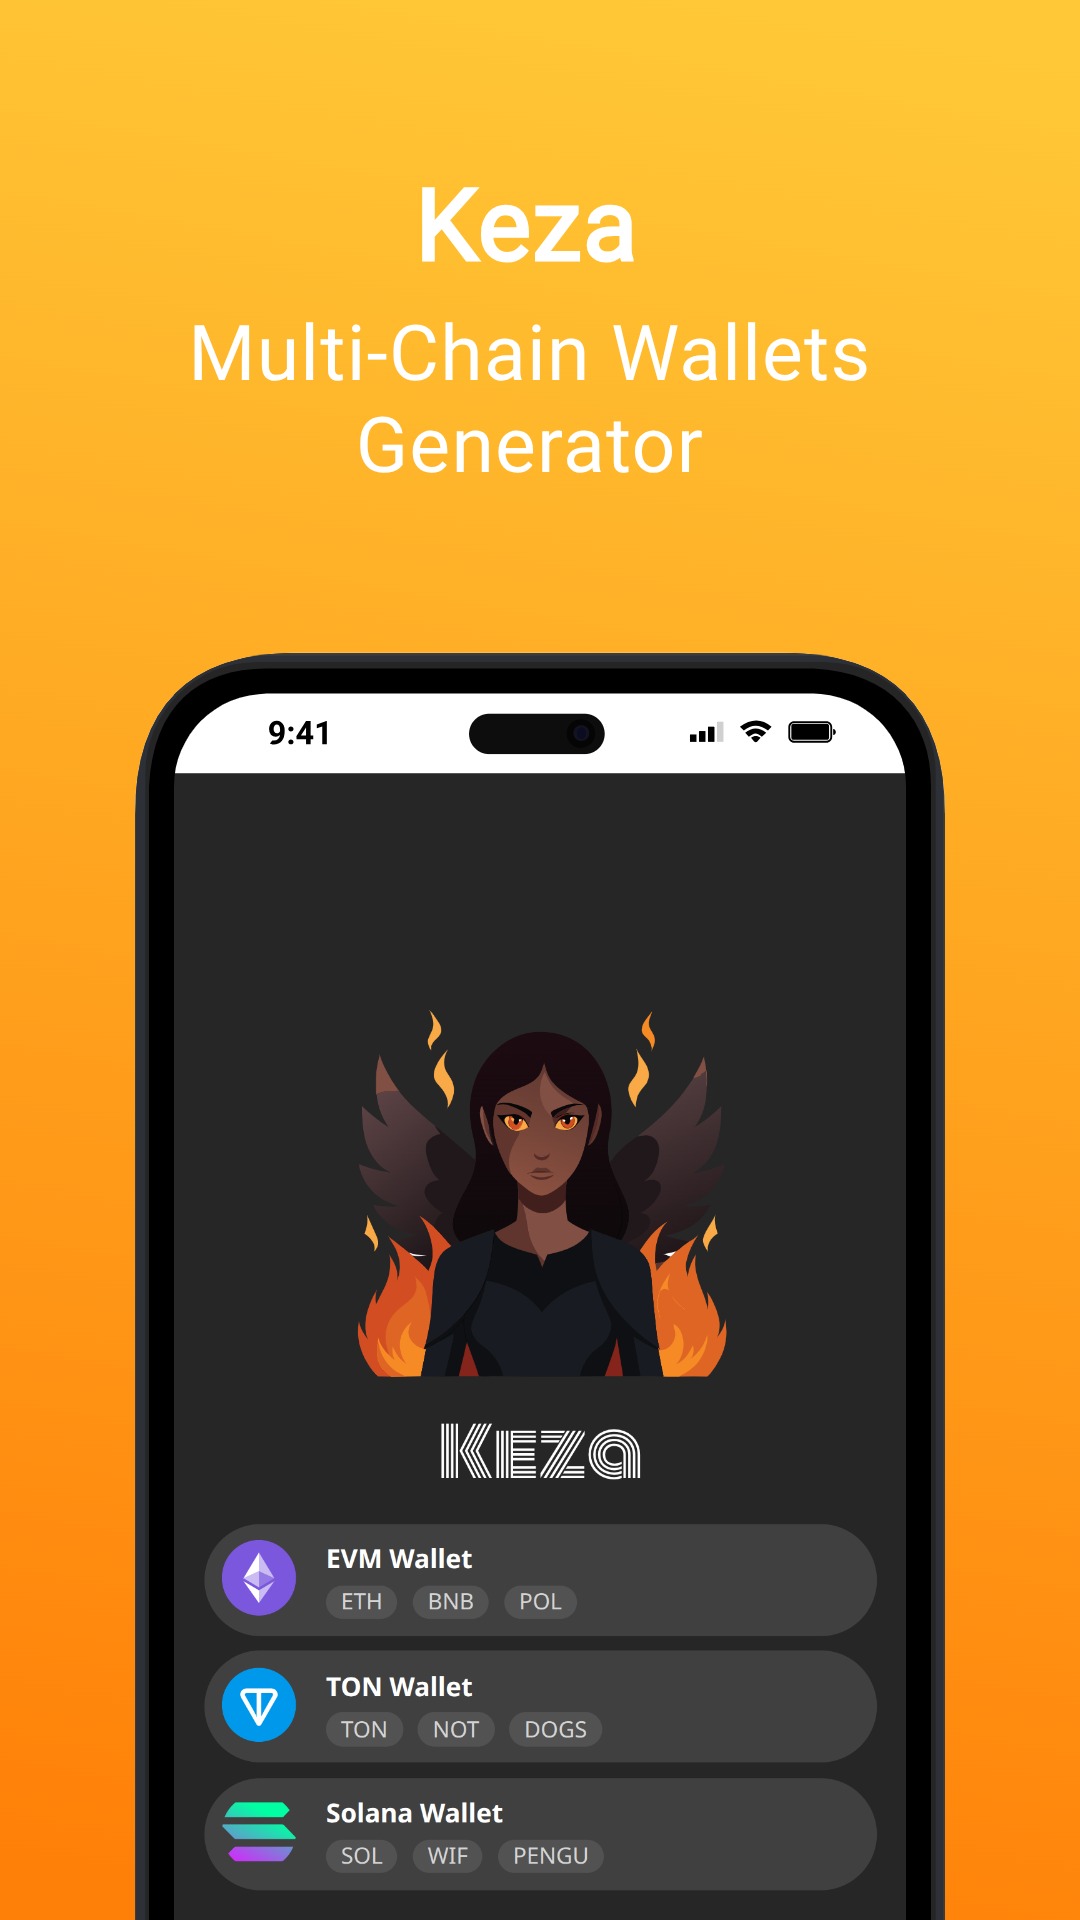 Keza
Multi-Chain Wallets
Generator
9:41
Keza
EVM Wallet
ETH BNB POL
TON Wallet
TON NOT DOGS
Solana Wallet
SOL WIF PENGU